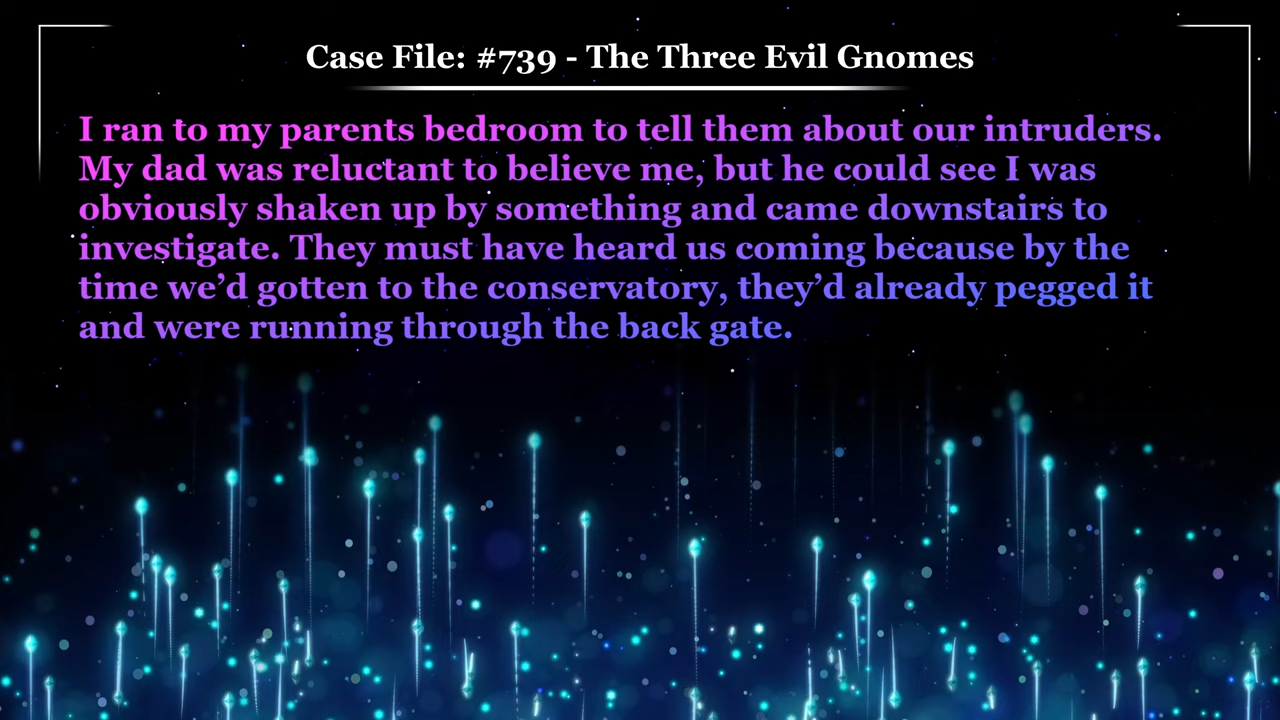 Case File: #739 - The Three Evil Gnomes
I ran to my parents bedroom to tell them about our intruders.
My dad was reluctant to believe me, but he could see I was
obviously shaken up by something and came downstairs to
investigate. They must have heard us coming because by the
time we’d gotten to the conservatory, they’d already pegged it
and were running through the back gate.